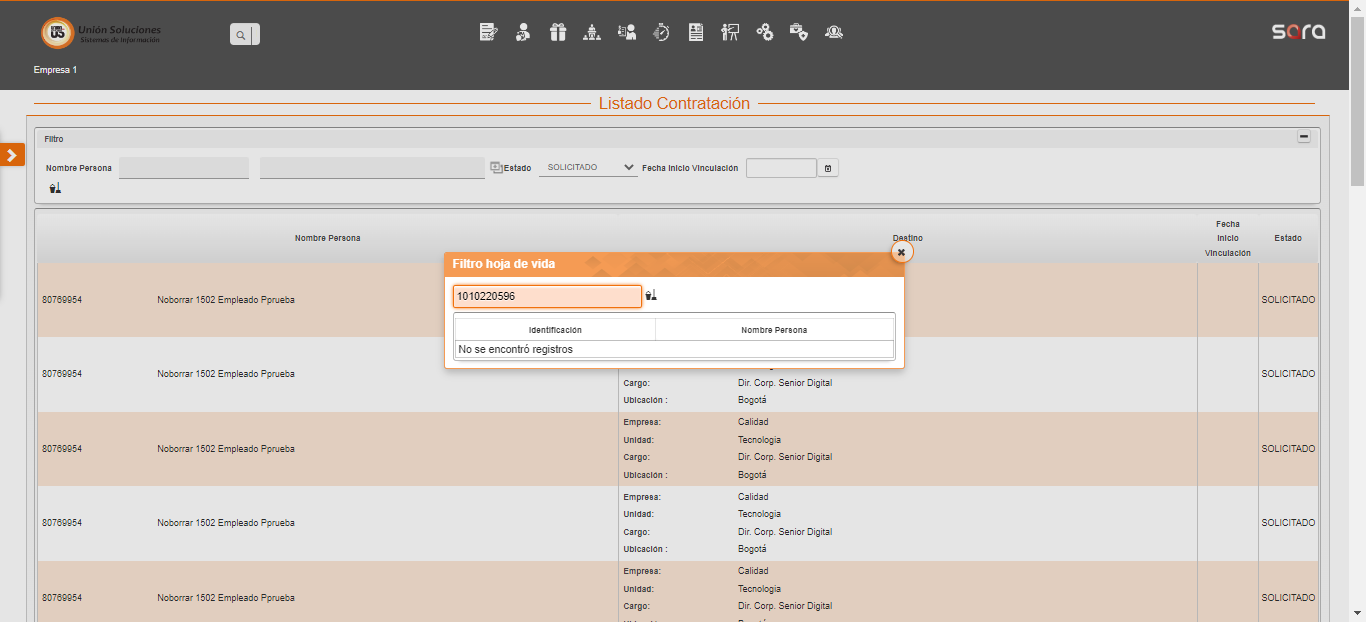 Unión Soluciones
Sistemas de Información
sara
Empresa 1
Listado Contratación
Filtro
Nombre Persona
Estado
SOLICITADO
Fecha Inicio Vinculación
Nombre Persona
Destino
Fecha
Inicio
Vinculación
Estado
80769954 Noborrar 1502 Empleado Pprueba SOLICITADO
Filtro hoja de vida
1010220596
Identificación Nombre Persona
No se encontró registros
80769954 Noborrar 1502 Empleado Pprueba SOLICITADO
Cargo: Dir. Corp. Senior Digital
Ubicación : Bogotá
80769954 Noborrar 1502 Empleado Pprueba SOLICITADO
Empresa: Calidad
Unidad: Tecnologia
Cargo: Dir. Corp. Senior Digital
Ubicación : Bogotá
80769954 Noborrar 1502 Empleado Pprueba SOLICITADO
Empresa: Calidad
Unidad: Tecnologia
Cargo: Dir. Corp. Senior Digital
Ubicación : Bogotá
80769954 Noborrar 1502 Empleado Pprueba SOLICITADO
Empresa: Calidad
Unidad: Tecnologia
Cargo: Dir. Corp. Senior Digital